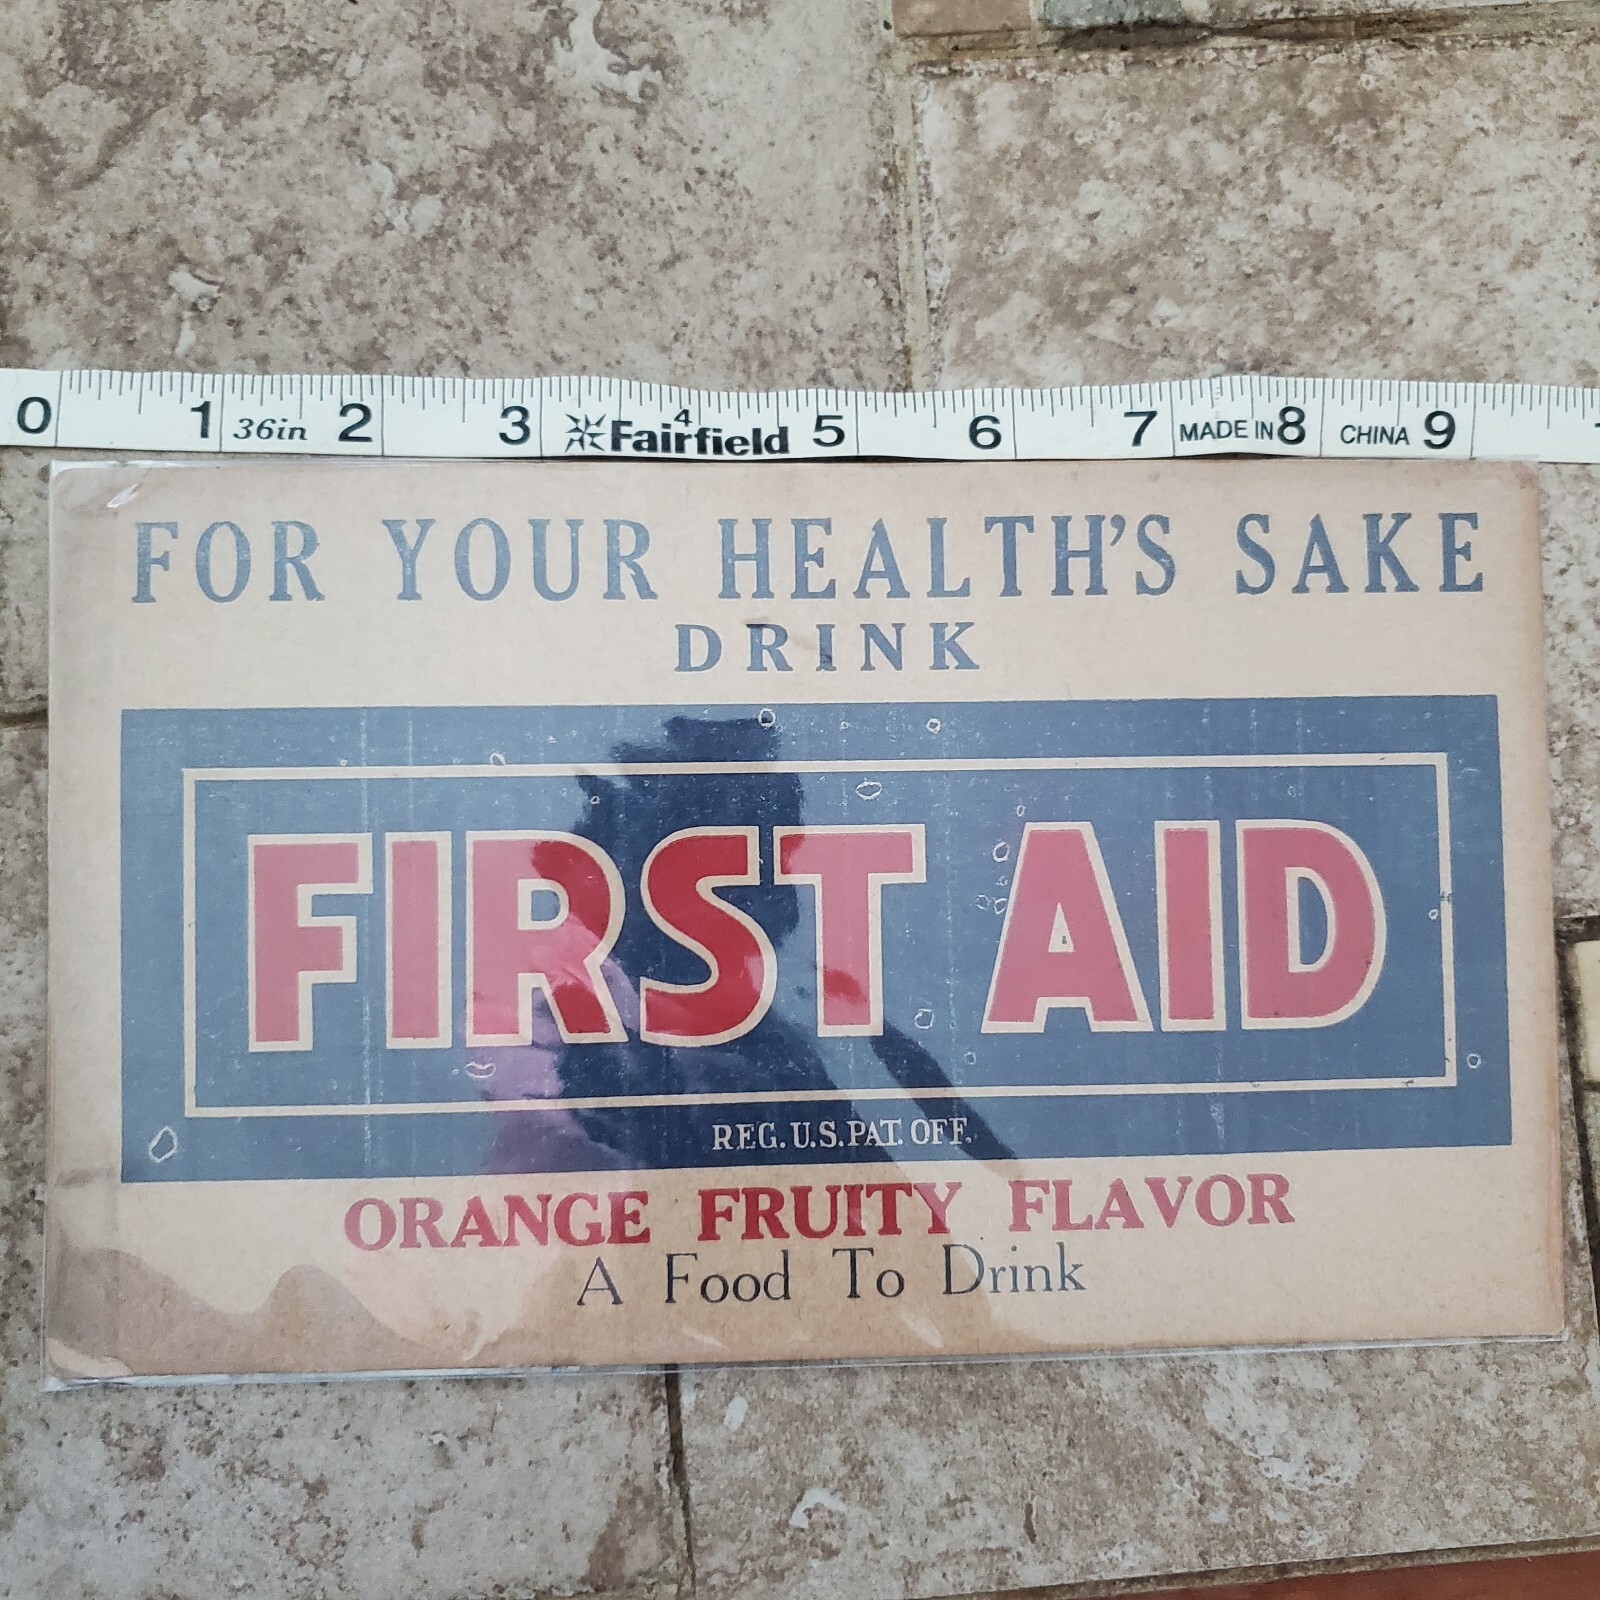 0 1 36in 2 3 4 Fairfield 5 6 7 MADE IN 8 CHINA 9
FOR YOUR HEALTH'S SAKE
DRINK
FIRST AID
REG. U.S. PAT. OFF.
ORANGE FRUITY FLAVOR
A Food To Drink